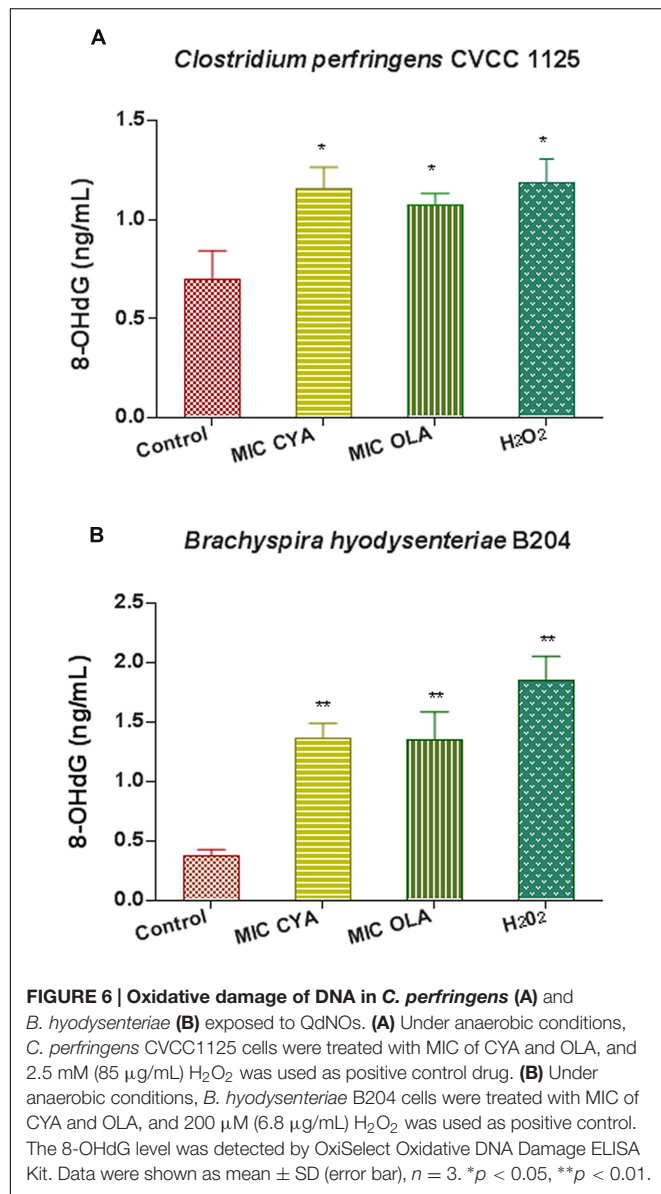 A
Clostridium perfringens CVCC 1125
1.5
1.0
0.5
0.0
8-OHdG (ng/mL)
*
*
*
Control
MIC CYA
MIC OLA
H2O2
B
Brachyspira hyodysenteriae B204
2.5
2.0
1.5
1.0
0.5
0.0
8-OHdG (ng/mL)
**
**
**
Control
MIC CYA
MIC OLA
H2O2
FIGURE 6 | Oxidative damage of DNA in C. perfringens (A) and
B. hyodysenteriae (B) exposed to QdNOs. (A) Under anaerobic conditions,
C. perfringens CVCC1125 cells were treated with MIC of CYA and OLA, and
2.5 mM (85 μg/mL) H2O2 was used as positive control drug. (B) Under
anaerobic conditions, B. hyodysenteriae B204 cells were treated with MIC of
CYA and OLA, and 200 μM (6.8 μg/mL) H2O2 was used as positive control.
The 8-OHdG level was detected by OxiSelect Oxidative DNA Damage ELISA
Kit. Data were shown as mean ± SD (error bar), n = 3. *p < 0.05, **p < 0.01.